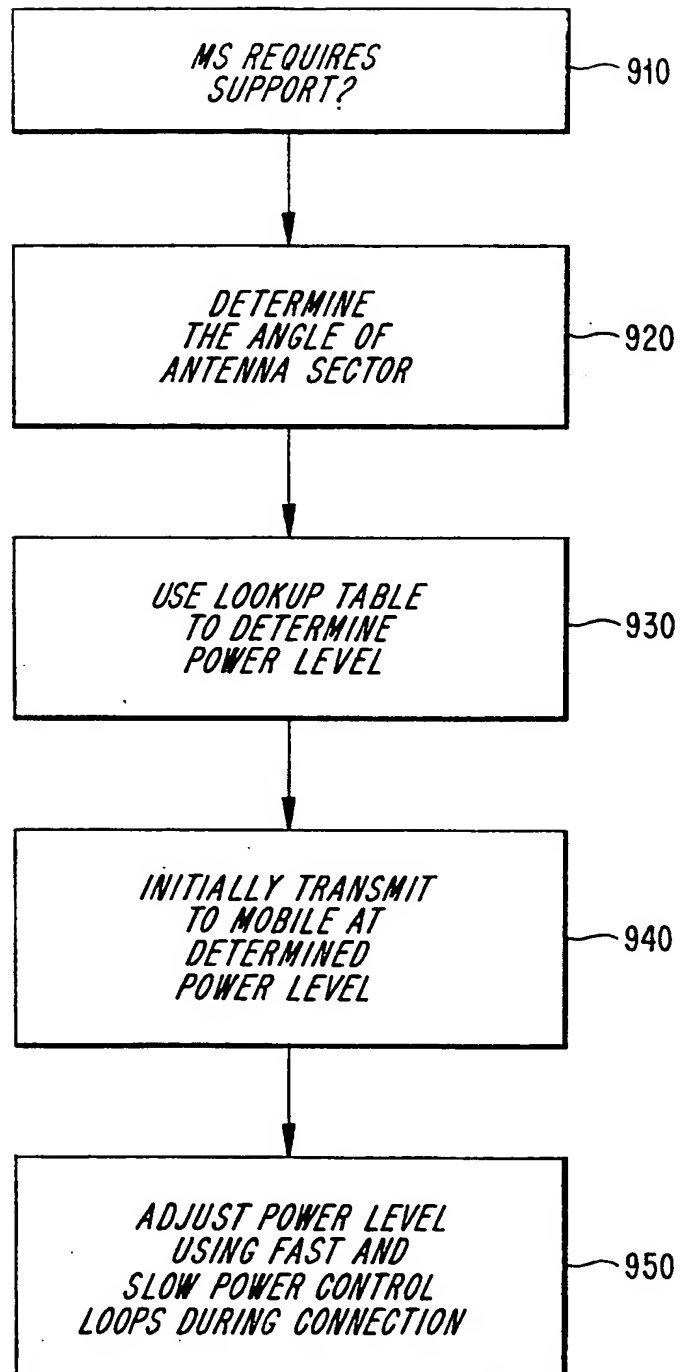 MS REQUIRES
SUPPORT?
910
DETERMINE
THE ANGLE OF
ANTENNA SECTOR
920
USE LOOKUP TABLE
TO DETERMINE
POWER LEVEL
930
INITIALLY TRANSMIT
TO MOBILE AT
DETERMINED
POWER LEVEL
940
ADJUST POWER LEVEL
USING FAST AND
SLOW POWER CONTROL
LOOPS DURING CONNECTION
950